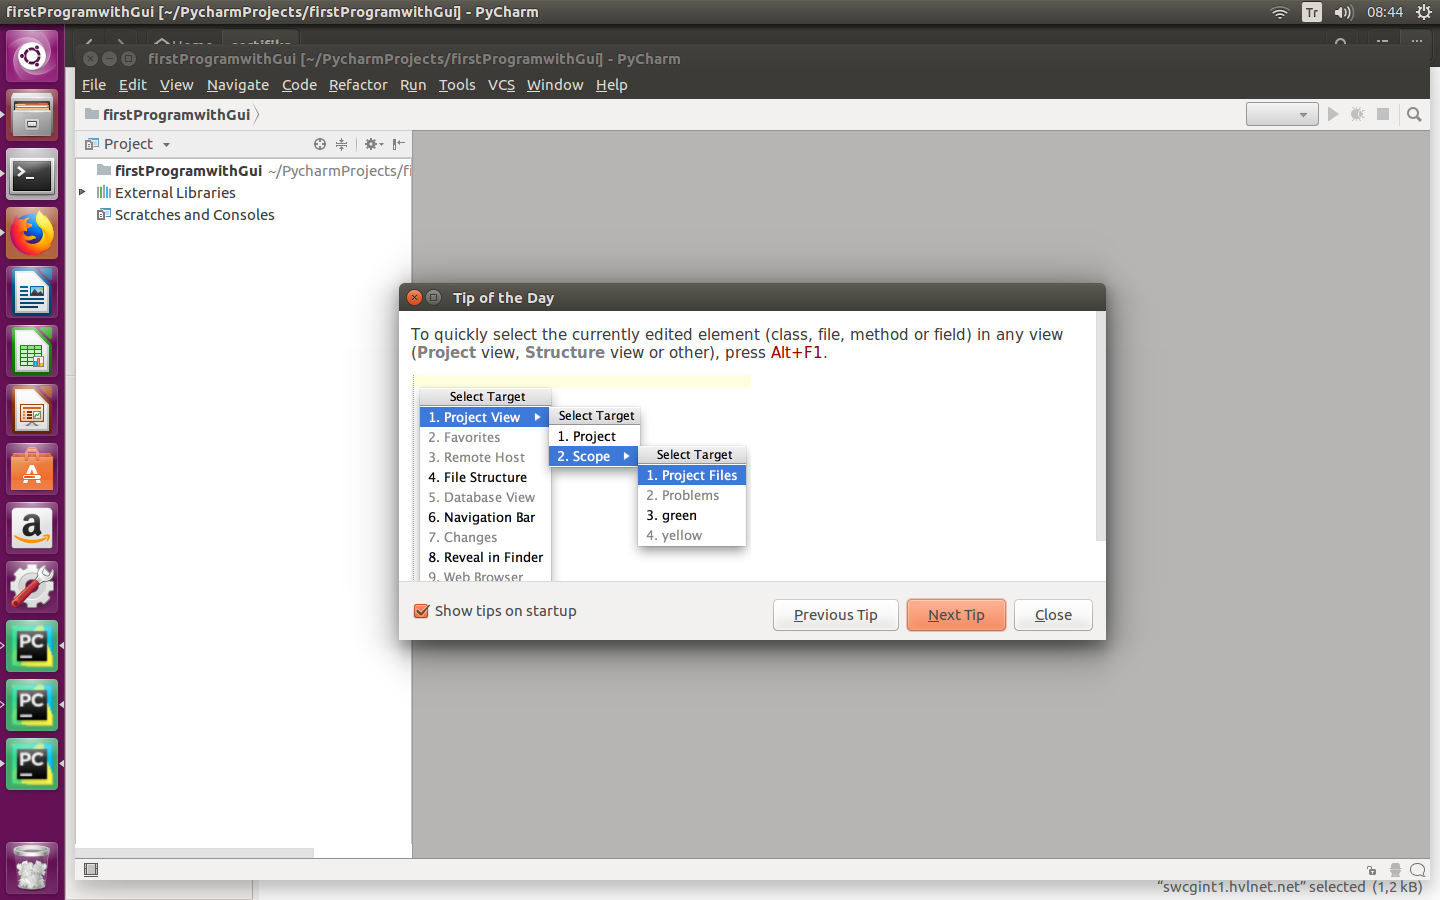 firstProgramwithGui [~/PycharmProjects/firstProgramwithGui] - PyCharm
Tr
08:44
firstProgramwithGui [~/PycharmProjects/firstProgramwithGui] - PyCharm
File Edit View Navigate Code Refactor Run Tools VCS Window Help
firstProgramwithGui
Project
firstProgramwithGui ~/PycharmProjects/fi
External Libraries
Scratches and Consoles
Tip of the Day
To quickly select the currently edited element (class, file, method or field) in any view
(Project view, Structure view or other), press Alt+F1.
Select Target
1. Project View
2. Favorites
3. Remote Host
4. File Structure
5. Database View
6. Navigation Bar
7. Changes
8. Reveal in Finder
9. Web Browser
Select Target
1. Project
2. Scope
Select Target
1. Project Files
2. Problems
3. green
4. yellow
Show tips on startup
Previous Tip
Next Tip
Close
PC
PC
PC
“swcgint1.hvlnet.net” selected (1,2 kB)